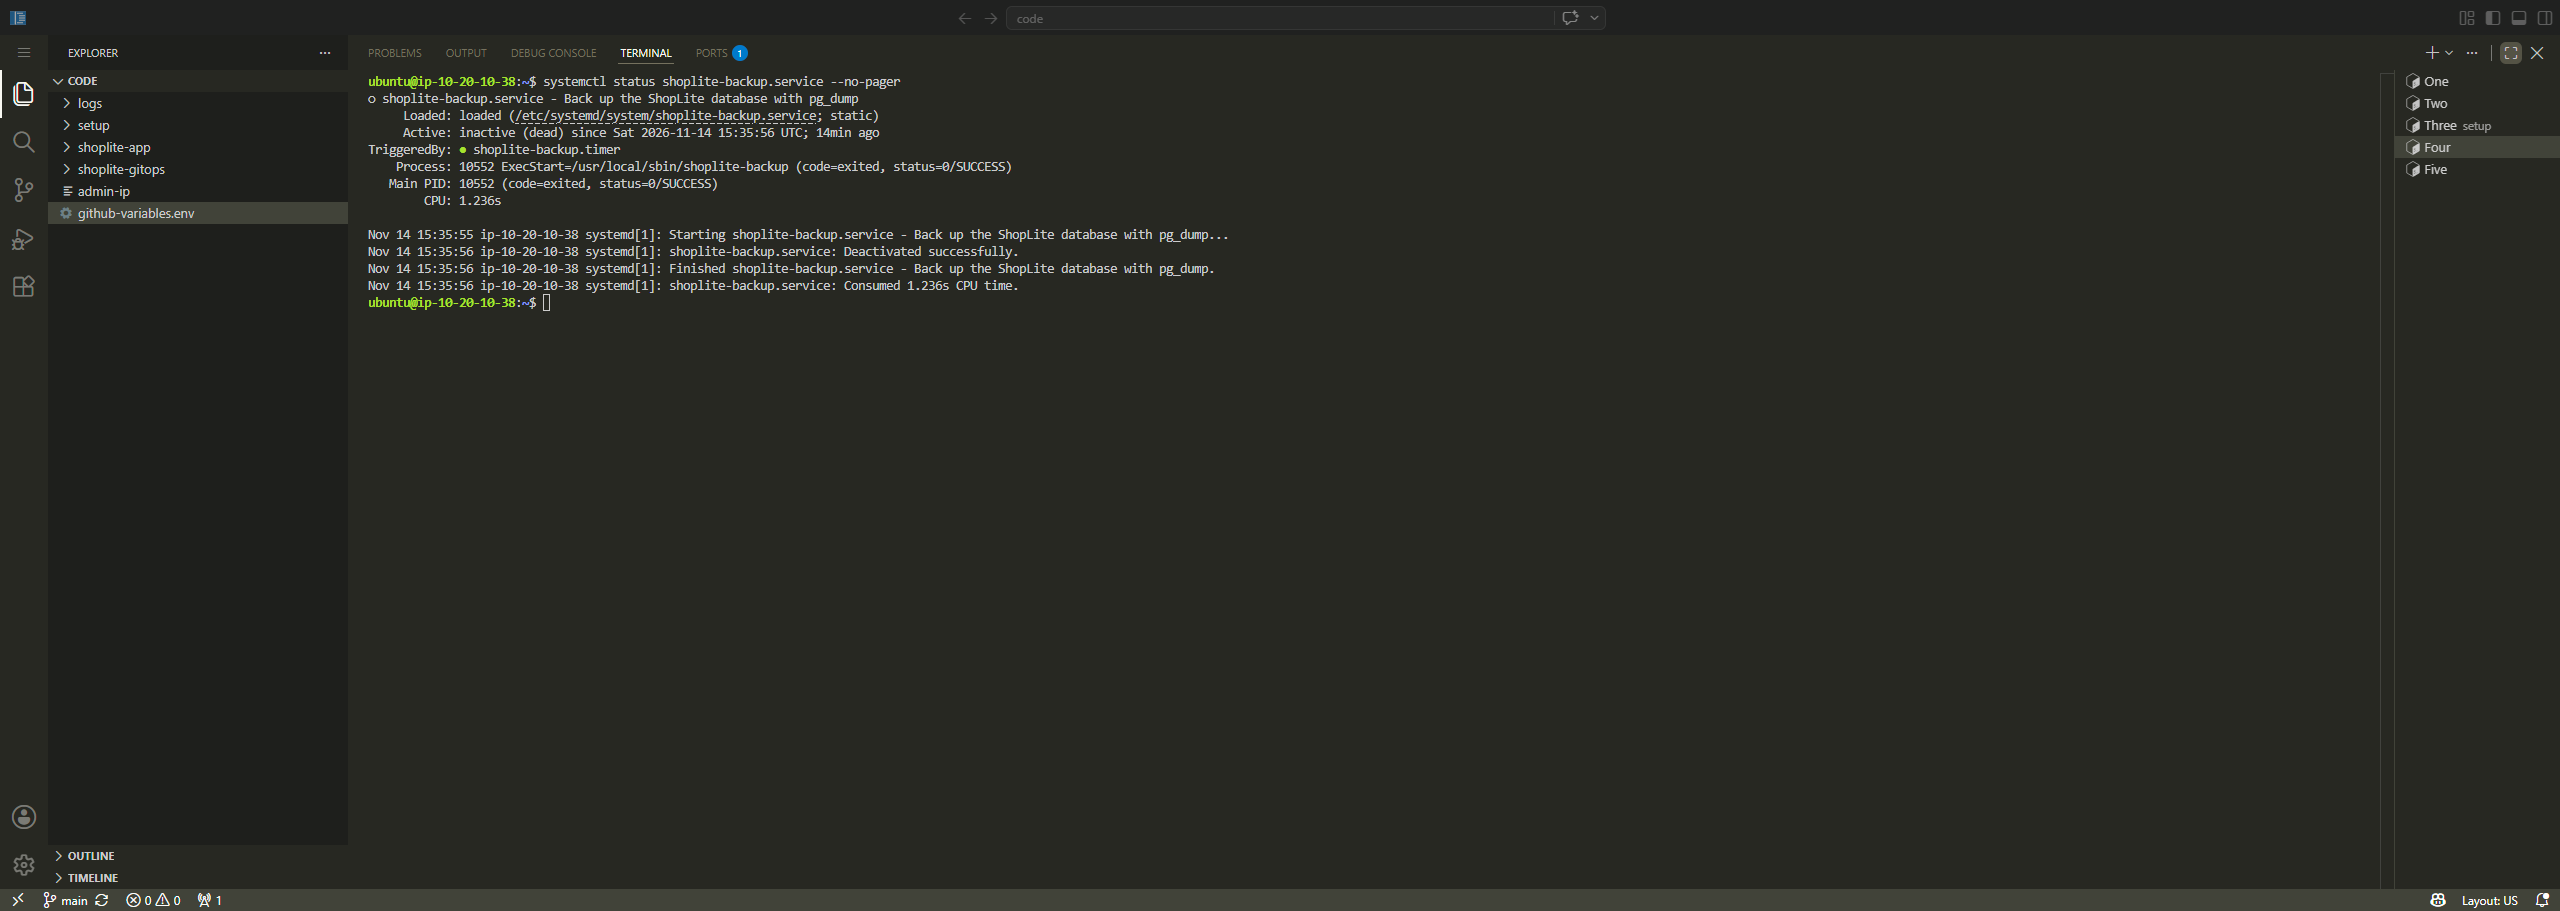 code
EXPLORER
CODE
logs
setup
shoplite-app
shoplite-gitops
admin-ip
github-variables.env
OUTLINE
TIMELINE
PROBLEMS OUTPUT DEBUG CONSOLE TERMINAL PORTS 1
ubuntu@ip-10-20-10-38:~$ systemctl status shoplite-backup.service --no-pager
○ shoplite-backup.service - Back up the ShopLite database with pg_dump
Loaded: loaded (/etc/systemd/system/shoplite-backup.service; static)
Active: inactive (dead) since Sat 2026-11-14 15:35:56 UTC; 14min ago
TriggeredBy: ● shoplite-backup.timer
Process: 10552 ExecStart=/usr/local/sbin/shoplite-backup (code=exited, status=0/SUCCESS)
Main PID: 10552 (code=exited, status=0/SUCCESS)
CPU: 1.236s
Nov 14 15:35:55 ip-10-20-10-38 systemd[1]: Starting shoplite-backup.service - Back up the ShopLite database with pg_dump...
Nov 14 15:35:56 ip-10-20-10-38 systemd[1]: shoplite-backup.service: Deactivated successfully.
Nov 14 15:35:56 ip-10-20-10-38 systemd[1]: Finished shoplite-backup.service - Back up the ShopLite database with pg_dump.
Nov 14 15:35:56 ip-10-20-10-38 systemd[1]: shoplite-backup.service: Consumed 1.236s CPU time.
ubuntu@ip-10-20-10-38:~$
One
Two
Three setup
Four
Five
main 0 0 1
Layout: US